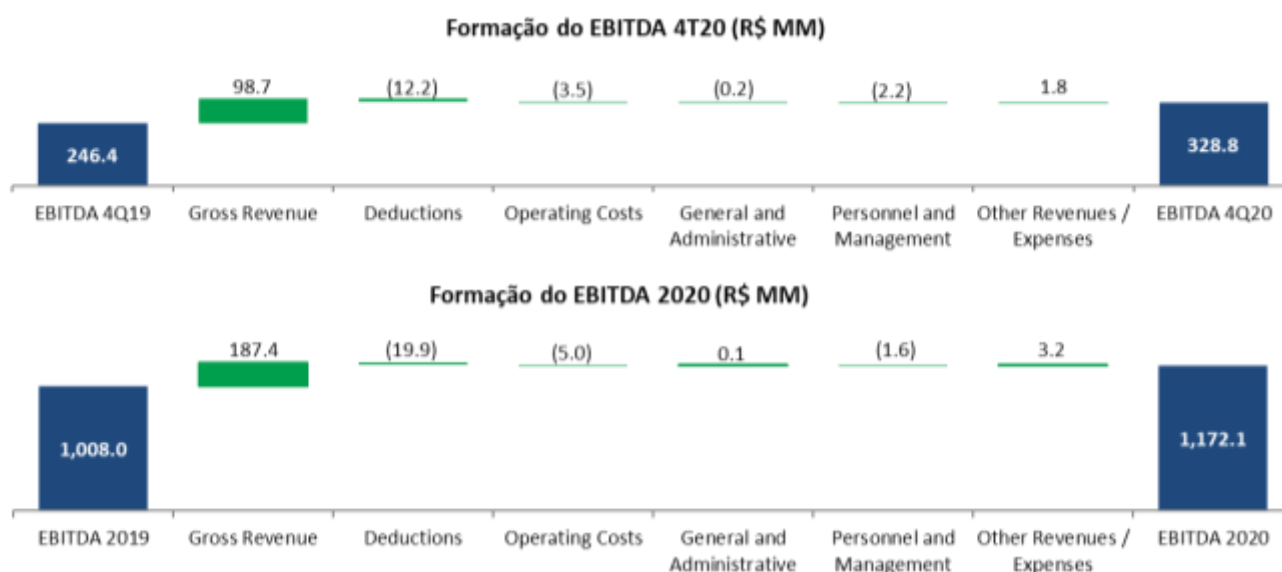 Formação do EBITDA 4T20 (R$ MM)
98.7 (12.2) (3.5) (0.2) (2.2) 1.8
246.4 328.8
EBITDA 4Q19 Gross Revenue Deductions Operating Costs General and Personnel and Other Revenues / EBITDA 4Q20
Administrative Management Expenses
Formação do EBITDA 2020 (R$ MM)
187.4 (19.9) (5.0) 0.1 (1.6) 3.2
1,008.0 1,172.1
EBITDA 2019 Gross Revenue Deductions Operating Costs General and Personnel and Other Revenues / EBITDA 2020
Administrative Management Expenses